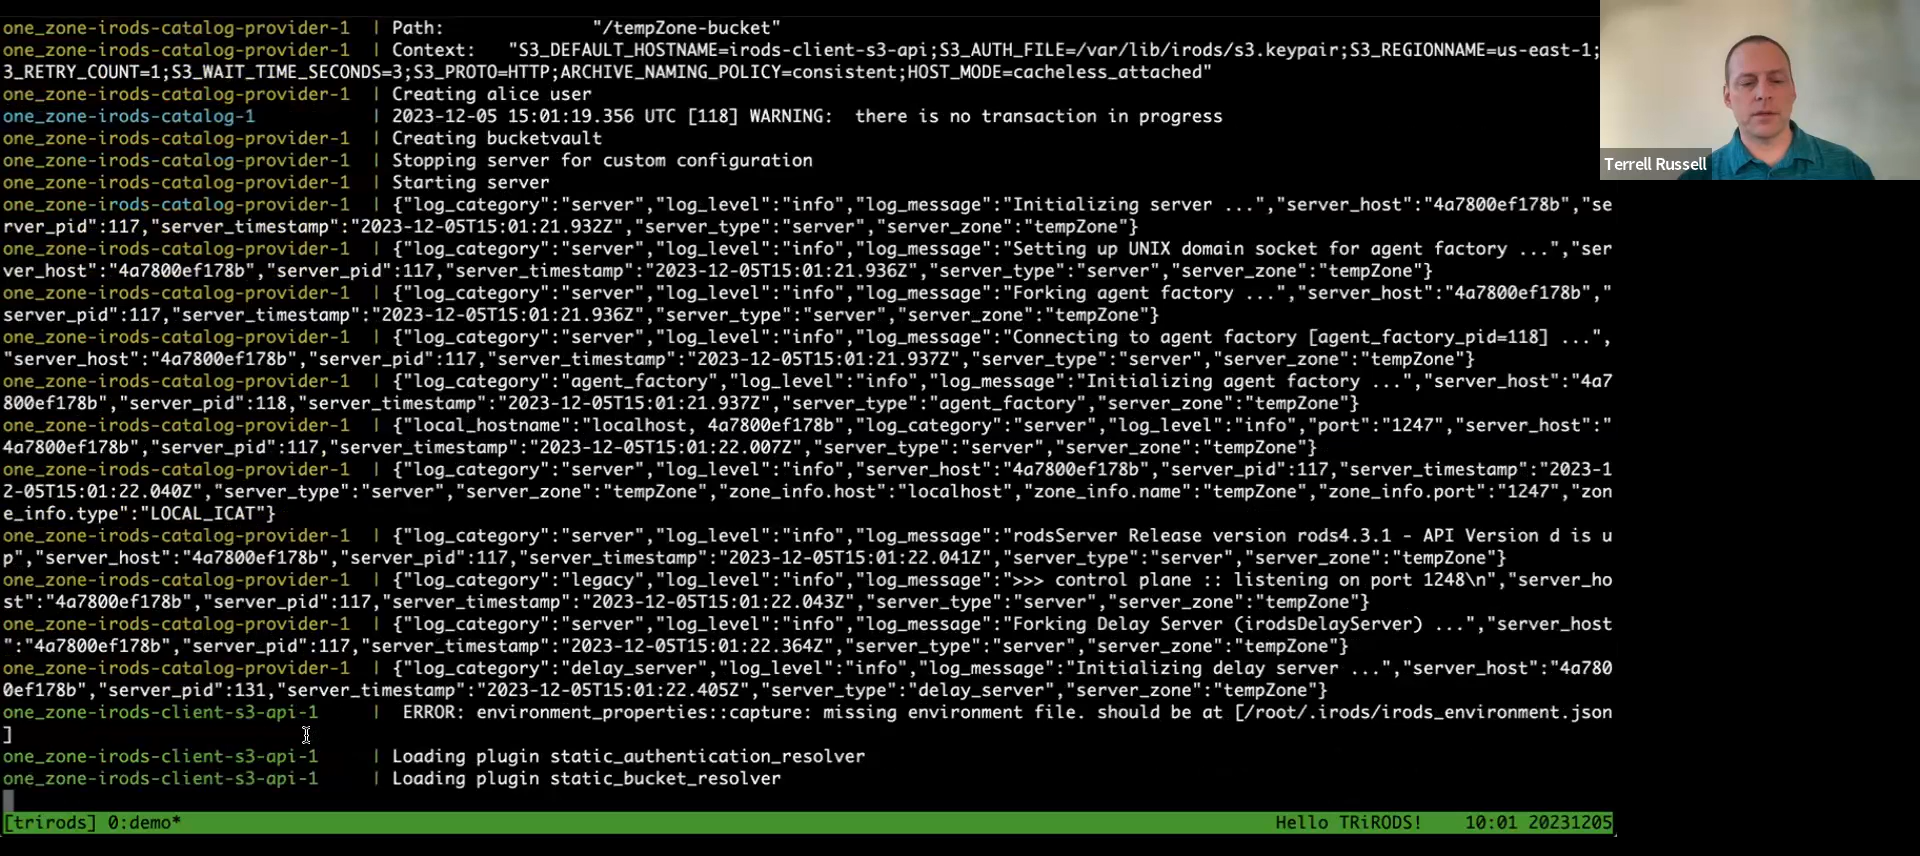 one_zone-irods-catalog-provider-1  | Path:              "/tempZone-bucket"
one_zone-irods-catalog-provider-1  | Context:   "S3_DEFAULT_HOSTNAME=irods-client-s3-api;S3_AUTH_FILE=/var/lib/irods/s3.keypair;S3_REGIONNAME=us-east-1;
3_RETRY_COUNT=1;S3_WAIT_TIME_SECONDS=3;S3_PROTO=HTTP;ARCHIVE_NAMING_POLICY=consistent;HOST_MODE=cacheless_attached"
one_zone-irods-catalog-provider-1  | Creating alice user
one_zone-irods-catalog-1           | 2023-12-05 15:01:19.356 UTC [118] WARNING:  there is no transaction in progress
one_zone-irods-catalog-provider-1  | Creating bucketvault
one_zone-irods-catalog-provider-1  | Stopping server for custom configuration
one_zone-irods-catalog-provider-1  | Starting server
one_zone-irods-catalog-provider-1  | {"log_category":"server","log_level":"info","log_message":"Initializing server ...","server_host":"4a7800ef178b","se
rver_pid":117,"server_timestamp":"2023-12-05T15:01:21.932Z","server_type":"server","server_zone":"tempZone"}
one_zone-irods-catalog-provider-1  | {"log_category":"server","log_level":"info","log_message":"Setting up UNIX domain socket for agent factory ...","ser
ver_host":"4a7800ef178b","server_pid":117,"server_timestamp":"2023-12-05T15:01:21.936Z","server_type":"server","server_zone":"tempZone"}
one_zone-irods-catalog-provider-1  | {"log_category":"server","log_level":"info","log_message":"Forking agent factory ...","server_host":"4a7800ef178b","
server_pid":117,"server_timestamp":"2023-12-05T15:01:21.936Z","server_type":"server","server_zone":"tempZone"}
one_zone-irods-catalog-provider-1  | {"log_category":"server","log_level":"info","log_message":"Connecting to agent factory [agent_factory_pid=118] ...",
"server_host":"4a7800ef178b","server_pid":117,"server_timestamp":"2023-12-05T15:01:21.937Z","server_type":"server","server_zone":"tempZone"}
one_zone-irods-catalog-provider-1  | {"log_category":"agent_factory","log_level":"info","log_message":"Initializing agent factory ...","server_host":"4a7
800ef178b","server_pid":118,"server_timestamp":"2023-12-05T15:01:21.937Z","server_type":"agent_factory","server_zone":"tempZone"}
one_zone-irods-catalog-provider-1  | {"local_hostname":"localhost, 4a7800ef178b","log_category":"server","log_level":"info","port":"1247","server_host":"
4a7800ef178b","server_pid":117,"server_timestamp":"2023-12-05T15:01:22.007Z","server_type":"server","server_zone":"tempZone"}
one_zone-irods-catalog-provider-1  | {"log_category":"server","log_level":"info","server_host":"4a7800ef178b","server_pid":117,"server_timestamp":"2023-1
2-05T15:01:22.040Z","server_type":"server","server_zone":"tempZone","zone_info.host":"localhost","zone_info.name":"tempZone","zone_info.port":"1247","zon
e_info.type":"LOCAL_ICAT"}
one_zone-irods-catalog-provider-1  | {"log_category":"server","log_level":"info","log_message":"rodsServer Release version rods4.3.1 - API Version d is u
p","server_host":"4a7800ef178b","server_pid":117,"server_timestamp":"2023-12-05T15:01:22.041Z","server_type":"server","server_zone":"tempZone"}
one_zone-irods-catalog-provider-1  | {"log_category":"legacy","log_level":"info","log_message":">>> control plane :: listening on port 1248\n","server_ho
st":"4a7800ef178b","server_pid":117,"server_timestamp":"2023-12-05T15:01:22.043Z","server_type":"server","server_zone":"tempZone"}
one_zone-irods-catalog-provider-1  | {"log_category":"server","log_level":"info","log_message":"Forking Delay Server (irodsDelayServer) ...","server_host
":"4a7800ef178b","server_pid":117,"server_timestamp":"2023-12-05T15:01:22.364Z","server_type":"server","server_zone":"tempZone"}
one_zone-irods-catalog-provider-1  | {"log_category":"delay_server","log_level":"info","log_message":"Initializing delay server ...","server_host":"4a780
0ef178b","server_pid":131,"server_timestamp":"2023-12-05T15:01:22.405Z","server_type":"delay_server","server_zone":"tempZone"}
one_zone-irods-client-s3-api-1     |  ERROR: environment_properties::capture: missing environment file. should be at [/root/.irods/irods_environment.json
]
one_zone-irods-client-s3-api-1     | Loading plugin static_authentication_resolver
one_zone-irods-client-s3-api-1     | Loading plugin static_bucket_resolver
[trirods] 0:demo*    Hello TRiRODS!    10:01 20231205
Terrell Russell